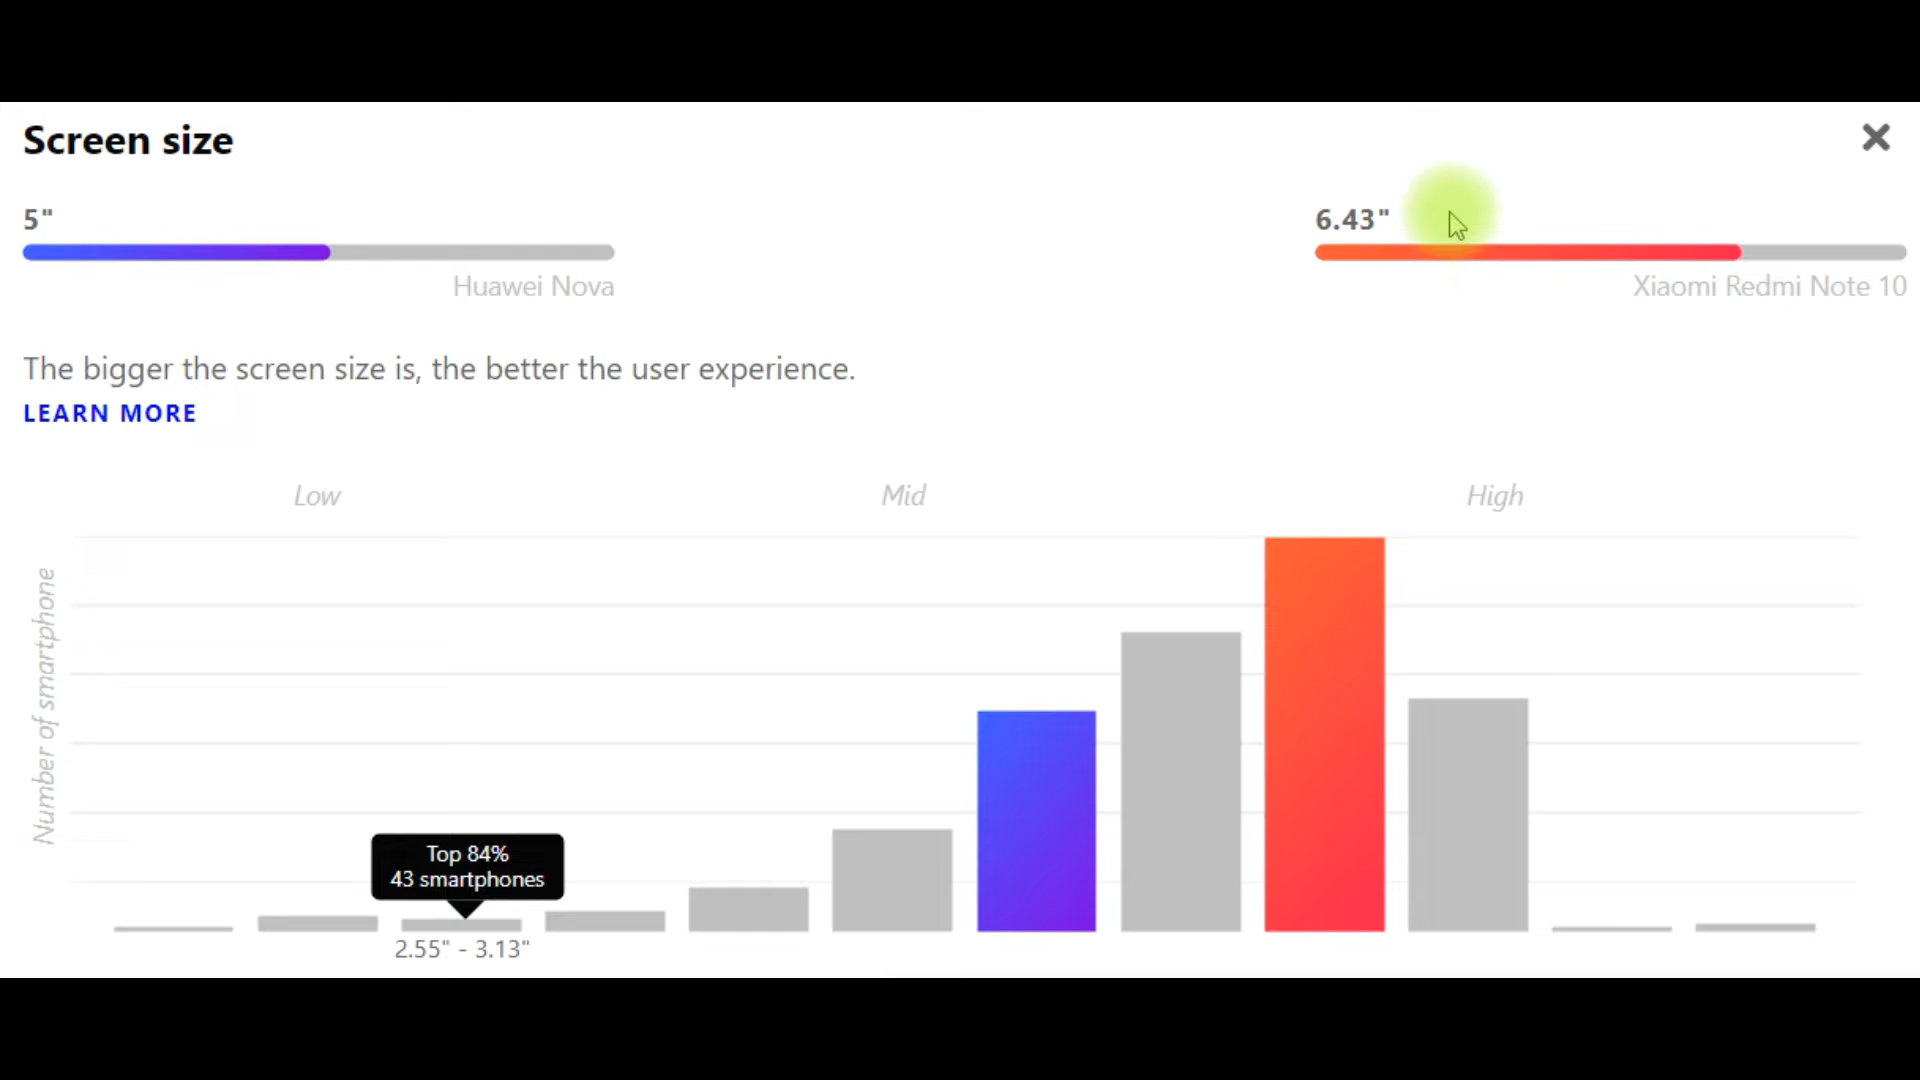 Screen size
5"
6.43"
Huawei Nova
Xiaomi Redmi Note 10
The bigger the screen size is, the better the user experience.
LEARN MORE
Low
Mid
High
Number of smartphone
Top 84%
43 smartphones
2.55" - 3.13"